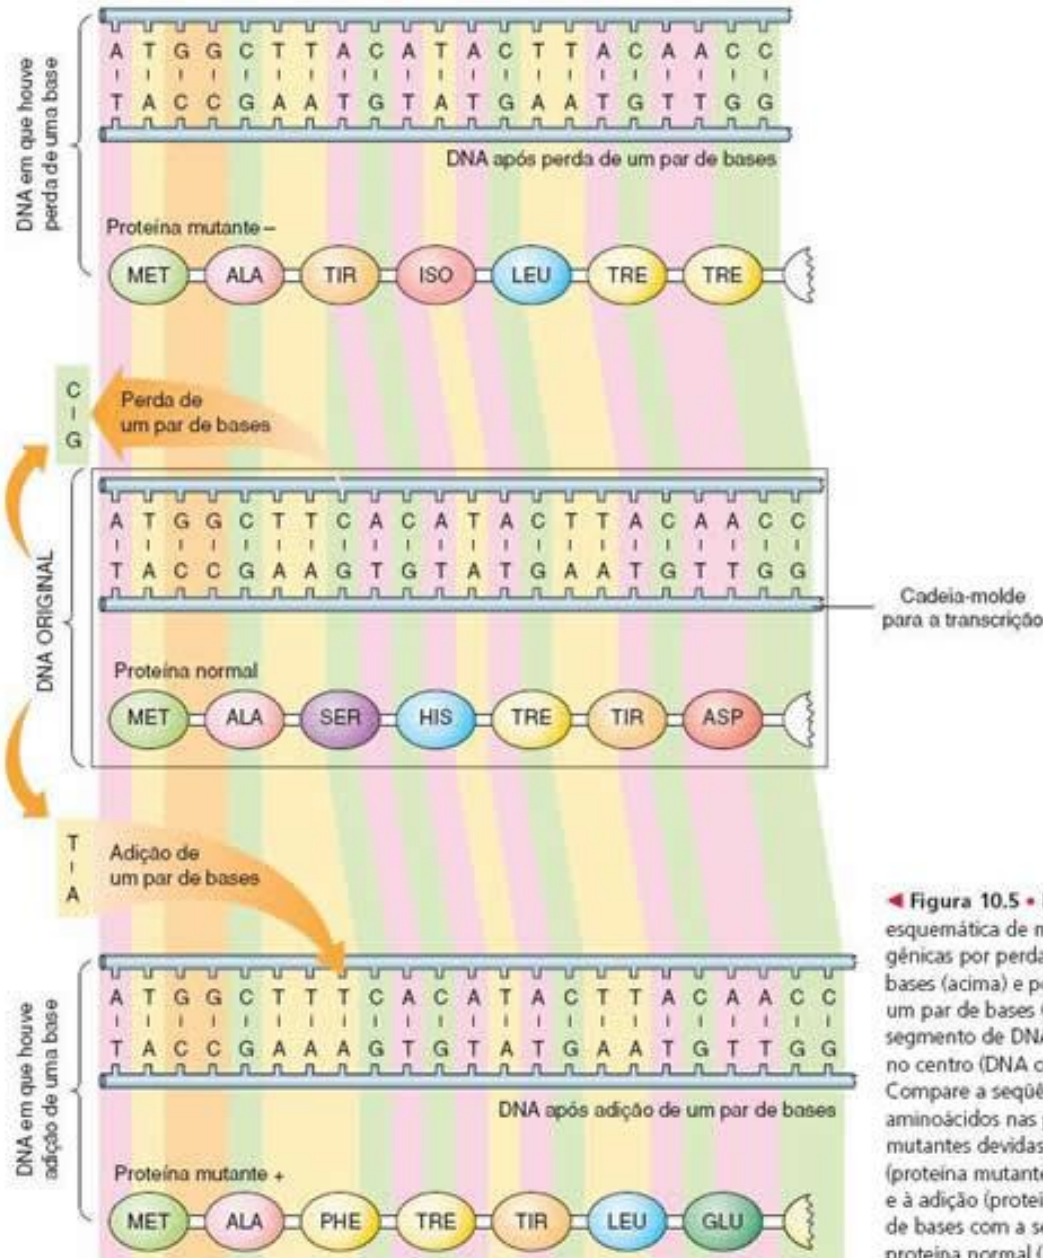 DNA em que houve
perda de uma base
A T G G C T T A C A T A C T T A C A A C C
T A C C G A A T G T A T G A A T G T T G G
DNA após perda de um par de bases
Proteína mutante –
MET ALA TIR ISO LEU TRE TRE
C
G
Perda de
um par de bases
DNA ORIGINAL
A T G G C T T C A C A T A C T T A C A A C C
T A C C G A A G T G T A T G A A T G T T G G
Cadeia-molde
para a transcrição
Proteína normal
MET ALA SER HIS TRE TIR ASP
T
A
Adição de
um par de bases
DNA em que houve
adição de uma base
A T G G C T T T C A C A T A C T T A C A A C C
T A C C G A A A G T G T A T G A A T G T T G G
DNA após adição de um par de bases
Proteína mutante +
MET ALA PHE TRE TIR LEU GLU
◄ Figura 10.5 •
esquemática de
gênicas por perda
bases (acima) e
um par de bases
segmento de DNA
no centro (DNA
Compare a seqüê
aminoácidos nas
mutantes devidas
(proteína mutante
e à adição (proteí
de bases com a
proteína normal